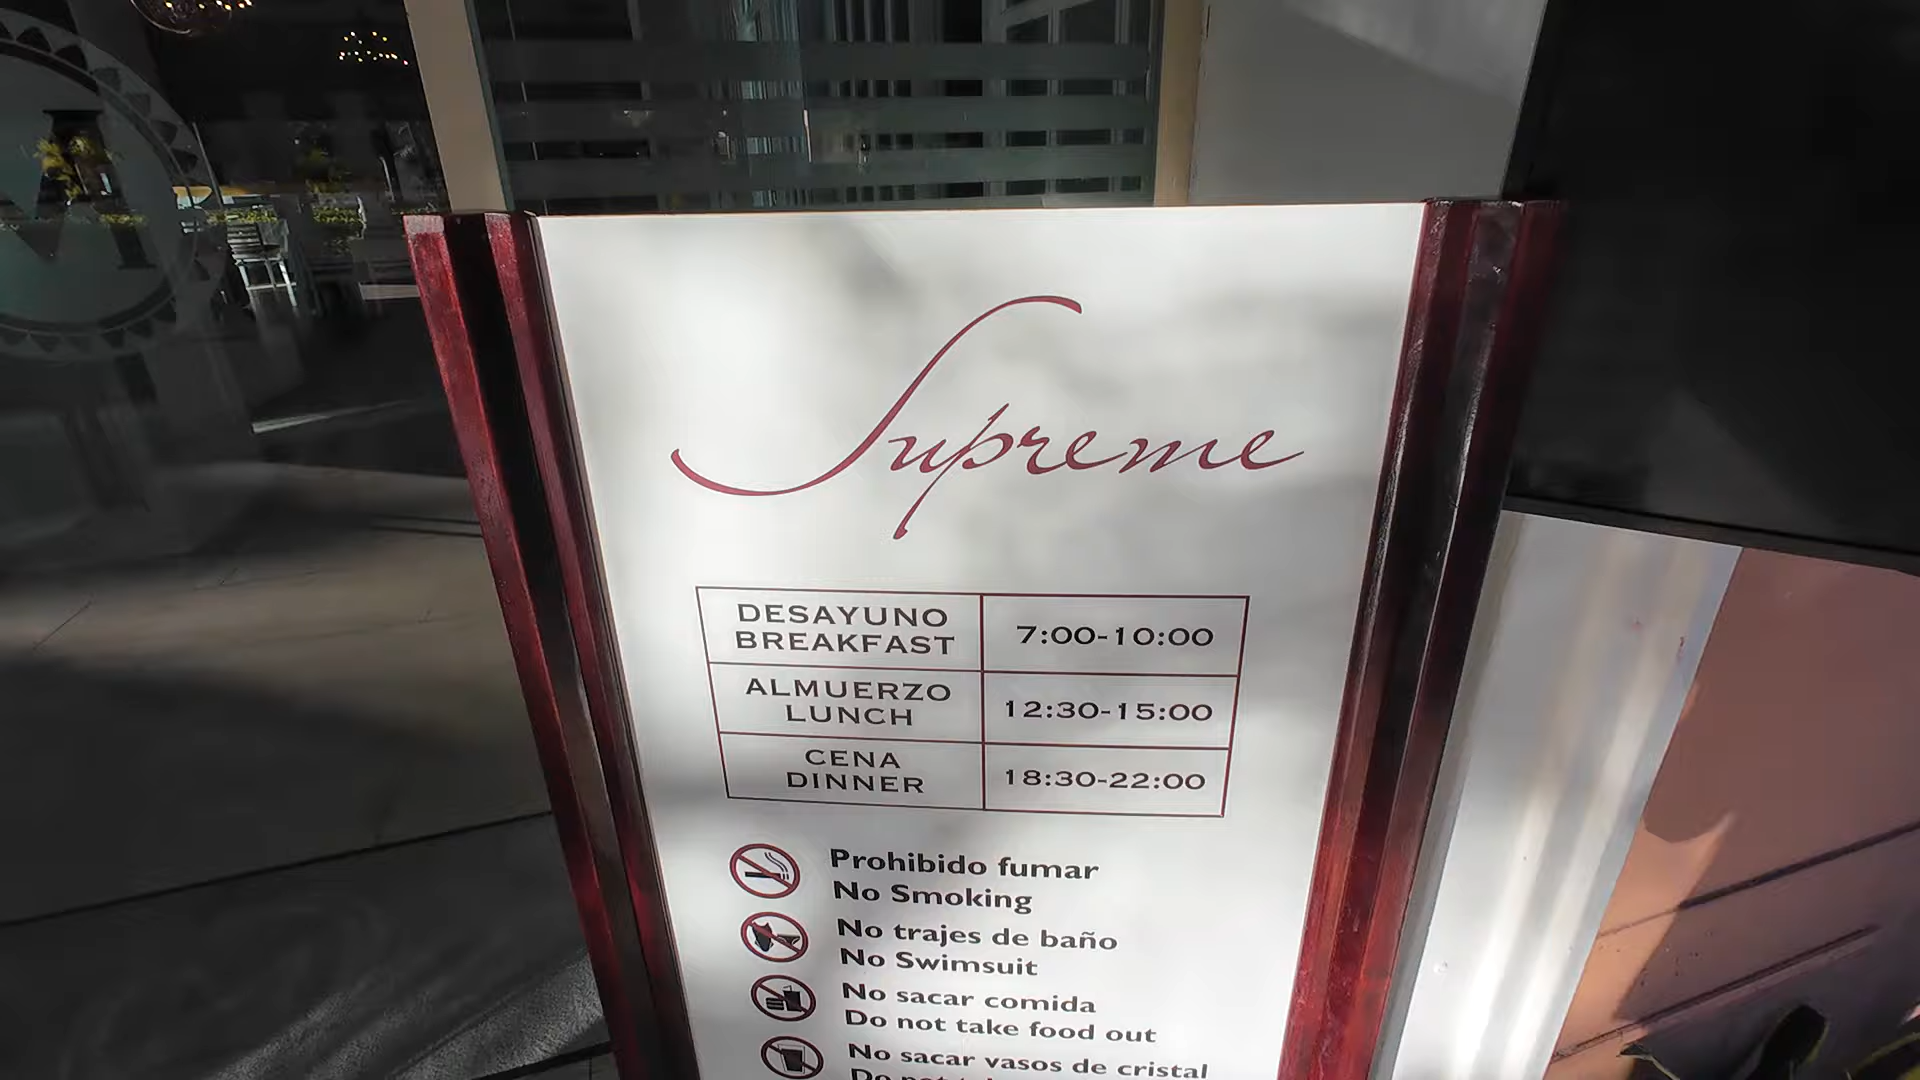 M
Supreme
DESAYUNO
BREAKFAST
7:00-10:00
ALMUERZO
LUNCH
12:30-15:00
CENA
DINNER
18:30-22:00
Prohibido fumar
No Smoking
No trajes de baño
No Swimsuit
No sacar comida
Do not take food out
No sacar vasos de cristal
Do not